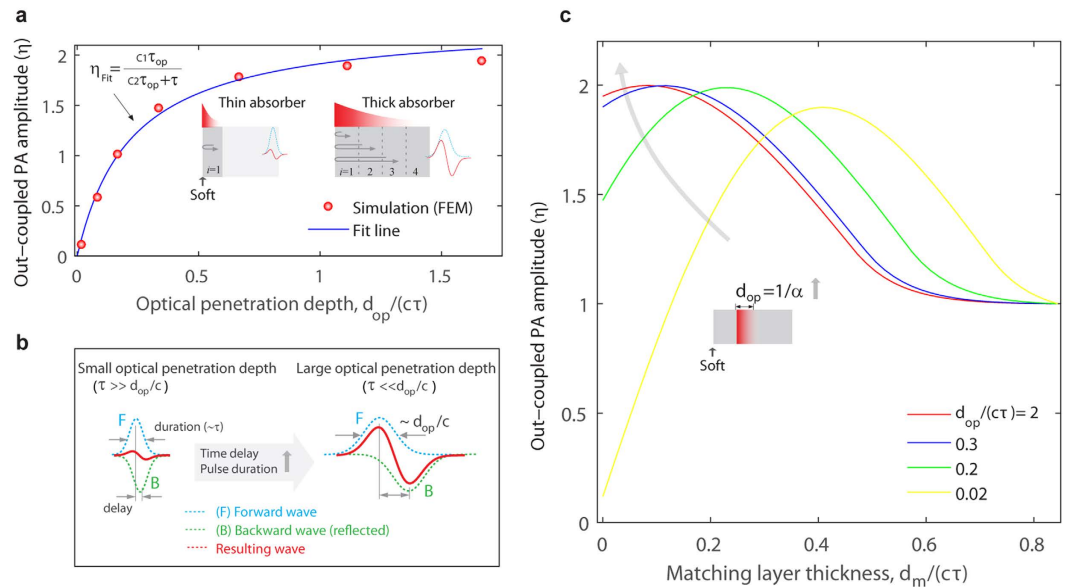 a
Out–coupled PA amplitude (η)
2
1.5
1
0.5
0
η_Fit = c1τ_op / (c2τ_op+τ)
Thin absorber
Thick absorber
i=1
i=1 2 3 4
Soft
Simulation (FEM)
Fit line
0 0.5 1 1.5
Optical penetration depth, d_op/(cτ)
b
Small optical penetration depth
(τ >> d_op/c)
Large optical penetration depth
(τ <<d_op/c)
F
duration (~τ)
B
delay
Time delay
Pulse duration
F
~ d_op/c
B
(F) Forward wave
(B) Backward wave (reflected)
Resulting wave
c
Out–coupled PA amplitude (η)
2
1.5
1
0.5
0
d_op=1/α
Soft
d_op/(cτ)= 2
0.3
0.2
0.02
0 0.2 0.4 0.6 0.8
Matching layer thickness, d_m/(cτ)